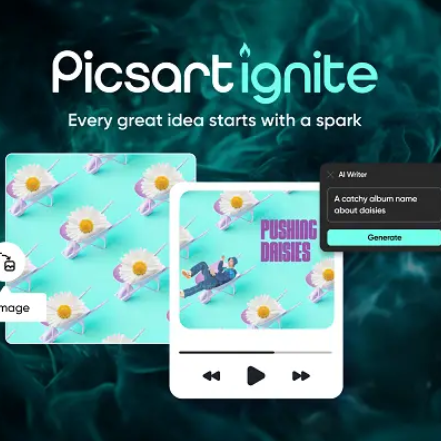 Picsart ignite
Every great idea starts with a spark
AI Writer
A catchy album name
about daisies
Generate
PUSHING
DAISIES
mage